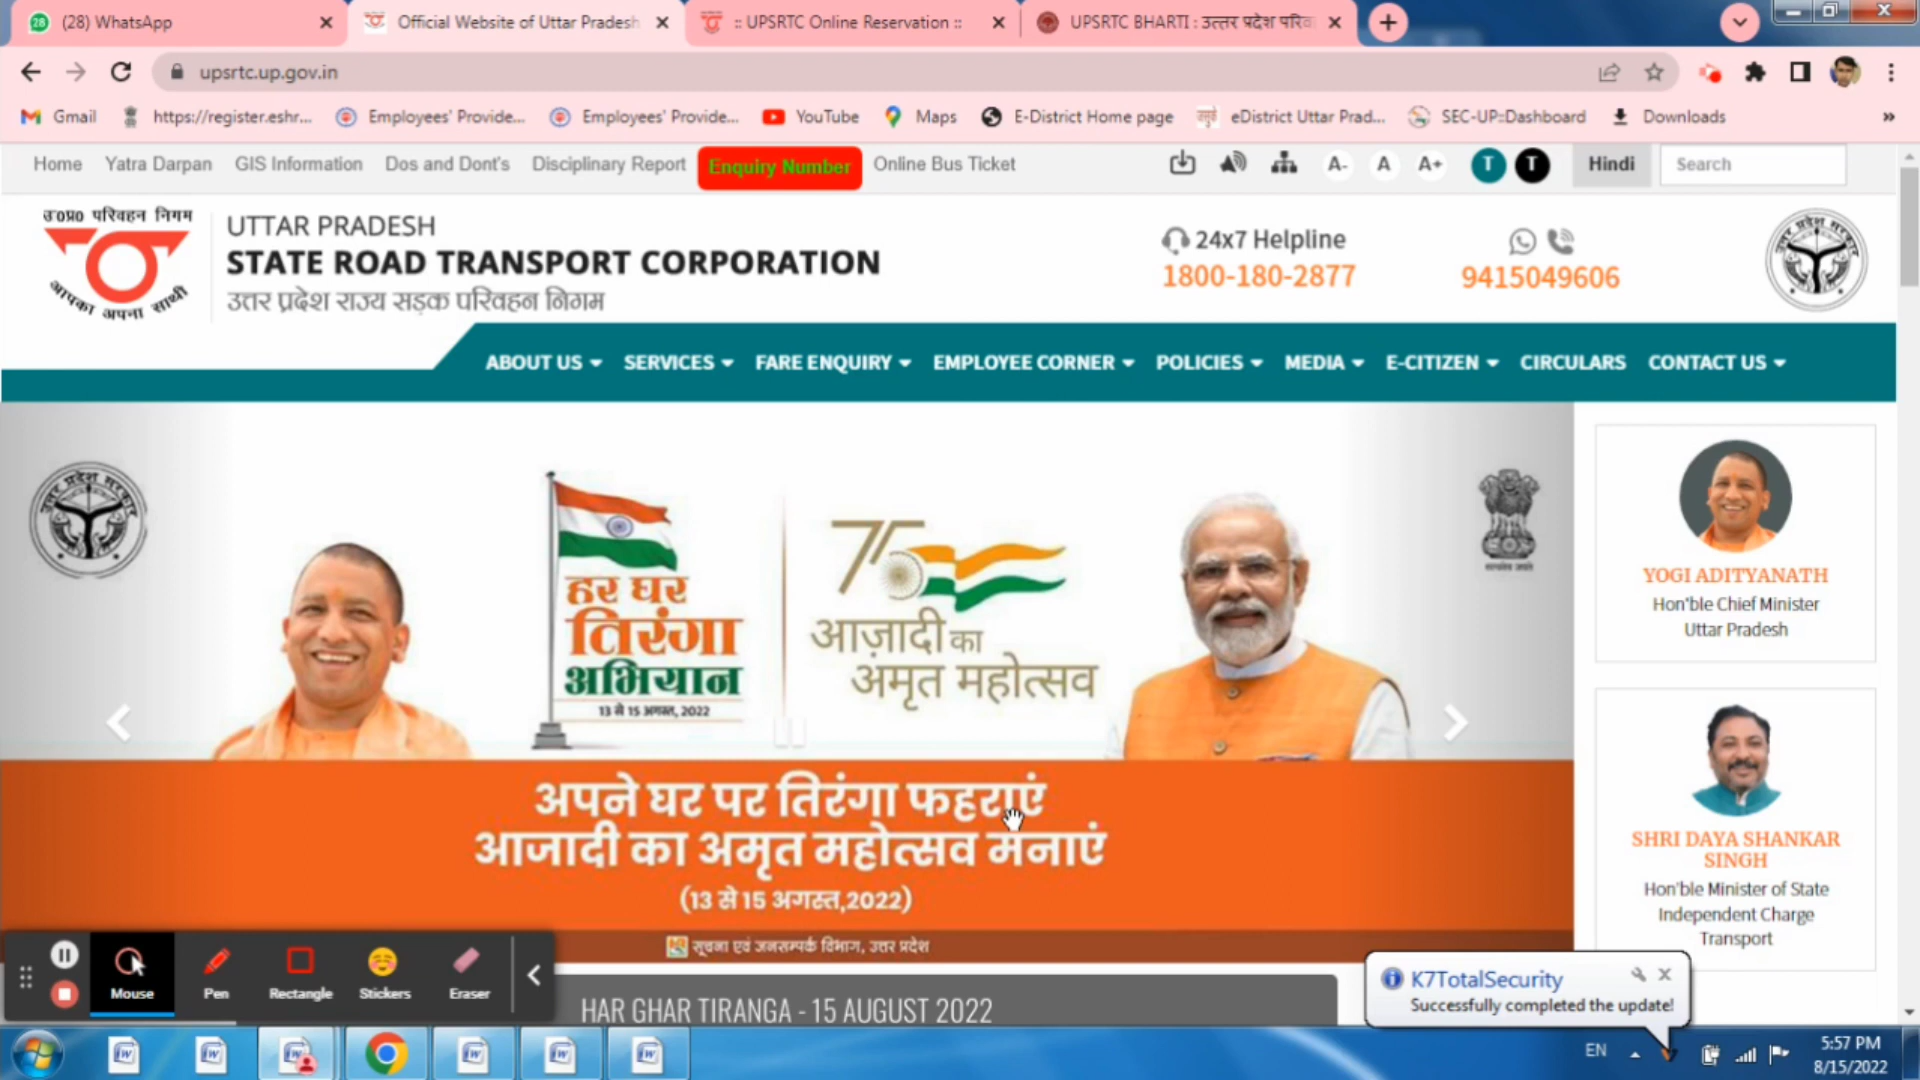 (28) WhatsApp
Official Website of Uttar Pradesh
:: UPSRTC Online Reservation ::
UPSRTC BHARTI : उत्तर प्रदेश परिव
upsrtc.up.gov.in
Gmail
https://register.eshr...
Employees' Provide...
Employees' Provide...
YouTube
Maps
E-District Home page
eDistrict Uttar Prad...
SEC-UP::Dashboard
Downloads
Home
Yatra Darpan
GIS Information
Dos and Dont's
Disciplinary Report
Enquiry Number
Online Bus Ticket
A-
A
A+
T
T
Hindi
Search
उ०प्र० परिवहन निगम
आपका अपना साथी
UTTAR PRADESH
STATE ROAD TRANSPORT CORPORATION
उत्तर प्रदेश राज्य सड़क परिवहन निगम
24x7 Helpline
1800-180-2877
9415049606
ABOUT US
SERVICES
FARE ENQUIRY
EMPLOYEE CORNER
POLICIES
MEDIA
E-CITIZEN
CIRCULARS
CONTACT US
हर घर
तिरंगा
अभियान
13 से 15 अगस्त, 2022
75
आज़ादी का
अमृत महोत्सव
अपने घर पर तिरंगा फहराएं
आजादी का अमृत महोत्सव मनाएं
(13 से 15 अगस्त,2022)
सूचना एवं जनसम्पर्क विभाग, उत्तर प्रदेश
YOGI ADITYANATH
Hon'ble Chief Minister
Uttar Pradesh
SHRI DAYA SHANKAR
SINGH
Hon'ble Minister of State
Independent Charge
Transport
HAR GHAR TIRANGA - 15 AUGUST 2022
Mouse
Pen
Rectangle
Stickers
Eraser
K7TotalSecurity
Successfully completed the update!
EN
5:57 PM
8/15/2022